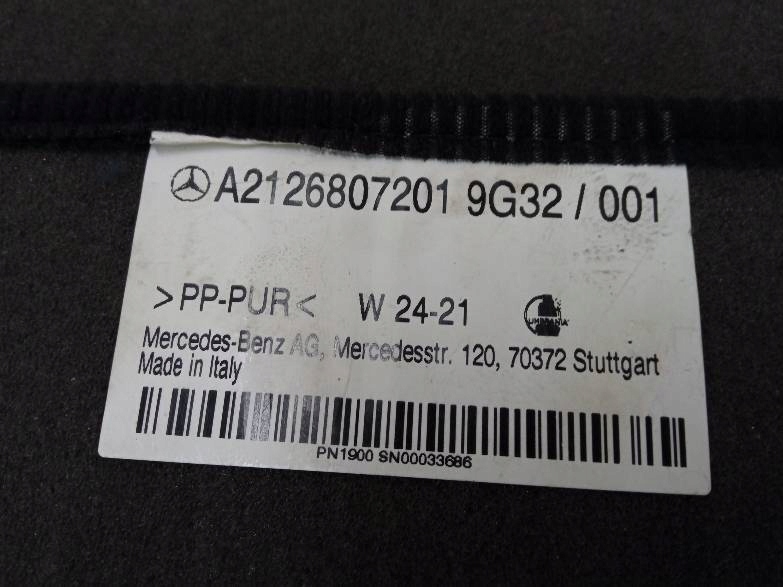 A2126807201 9G32 / 001
>PP-PUR< W 24-21
Mercedes-Benz AG, Mercedesstr. 120, 70372 Stuttgart
Made in Italy
PN1900 SN00033686